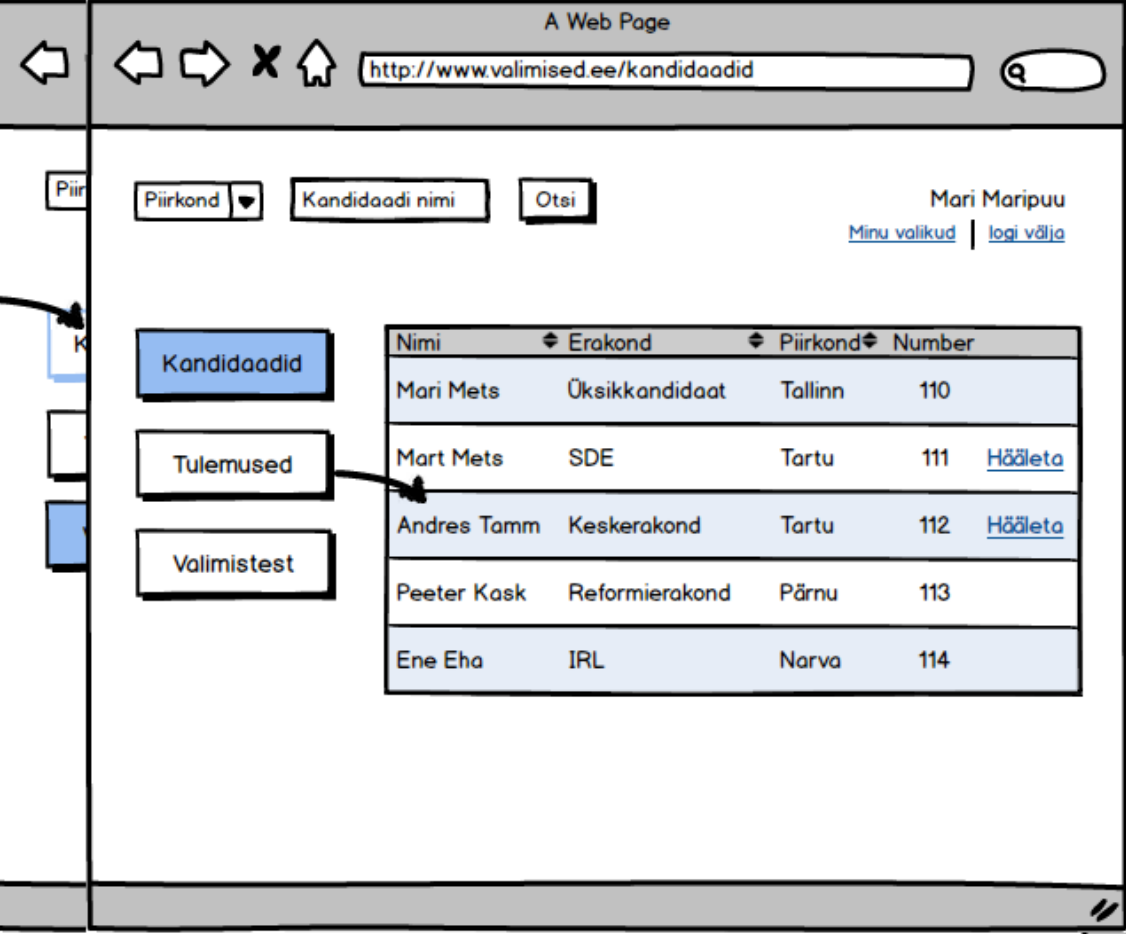 A Web Page
http://www.valimised.ee/kandidaadid
Piir
Piirkond Kandidaadi nimi Otsi
Mari Maripuu
Minu valikud logi välja
K
Kandidaadid
Tulemused
Valimistest
Nimi Erakond Piirkond Number
Mari Mets Üksikkandidaat Tallinn 110
Mart Mets SDE Tartu 111 Hääleta
Andres Tamm Keskerakond Tartu 112 Hääleta
Peeter Kask Reformierakond Pärnu 113
Ene Eha IRL Narva 114